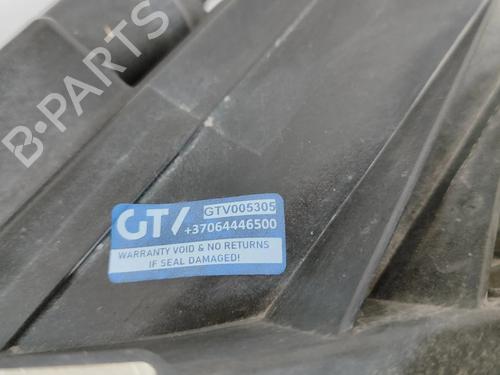 B-PARTS
GTV
GTV005305
+37064446500
WARRANTY VOID & NO RETURNS
IF SEAL DAMAGED!